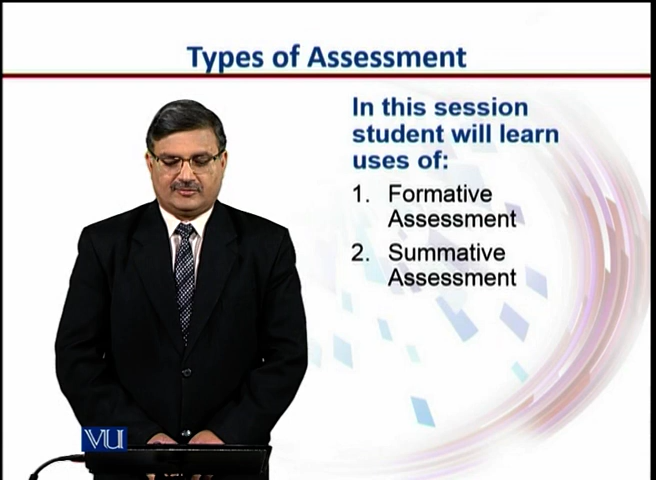 Types of Assessment
In this session
student will learn
uses of:
1. Formative
Assessment
2. Summative
Assessment
VU